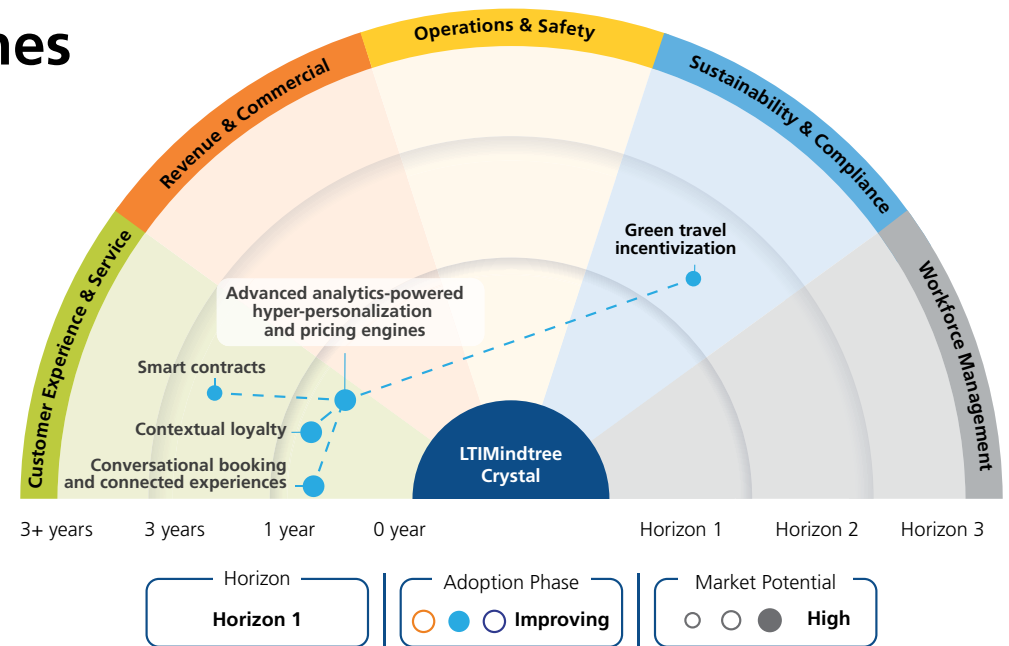 Operations & Safety
Revenue & Commercial
Sustainability & Compliance
Customer Experience & Service
Workforce Management
Green travel
incentivization
Advanced analytics-powered
hyper-personalization
and pricing engines
Smart contracts
Contextual loyalty
Conversational booking
and connected experiences
LTIMindtree
Crystal
3+ years
3 years
1 year
0 year
Horizon 1
Horizon 2
Horizon 3
Horizon
Horizon 1
Adoption Phase
Improving
Market Potential
High